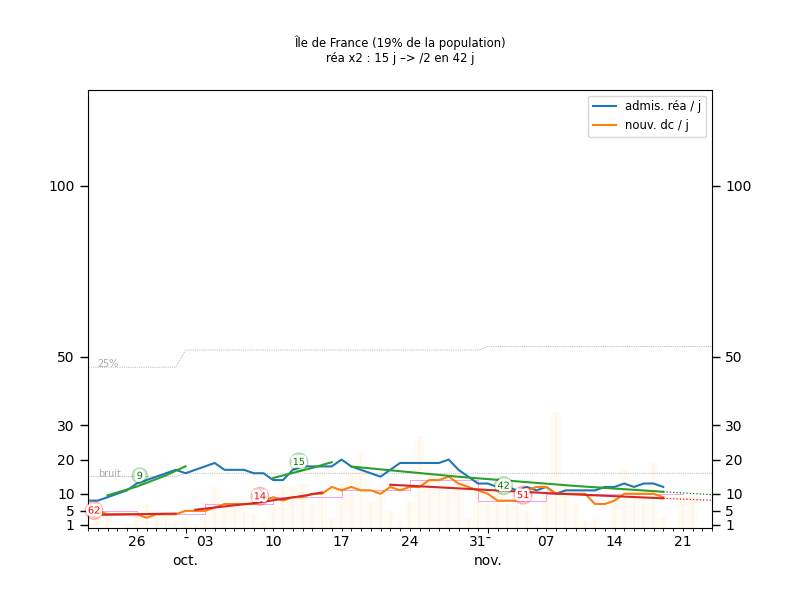 Île de France (19% de la population)
réa x2 : 15 j –> /2 en 42 j
admis. réa / j
nouv. dc / j
100 100
50 50
25%
30 30
20 20
bruit
10 10
5 5
1 1
9
15
14
42
51
62
26 - 03 10 17 24 31- 07 14 21
oct. nov.